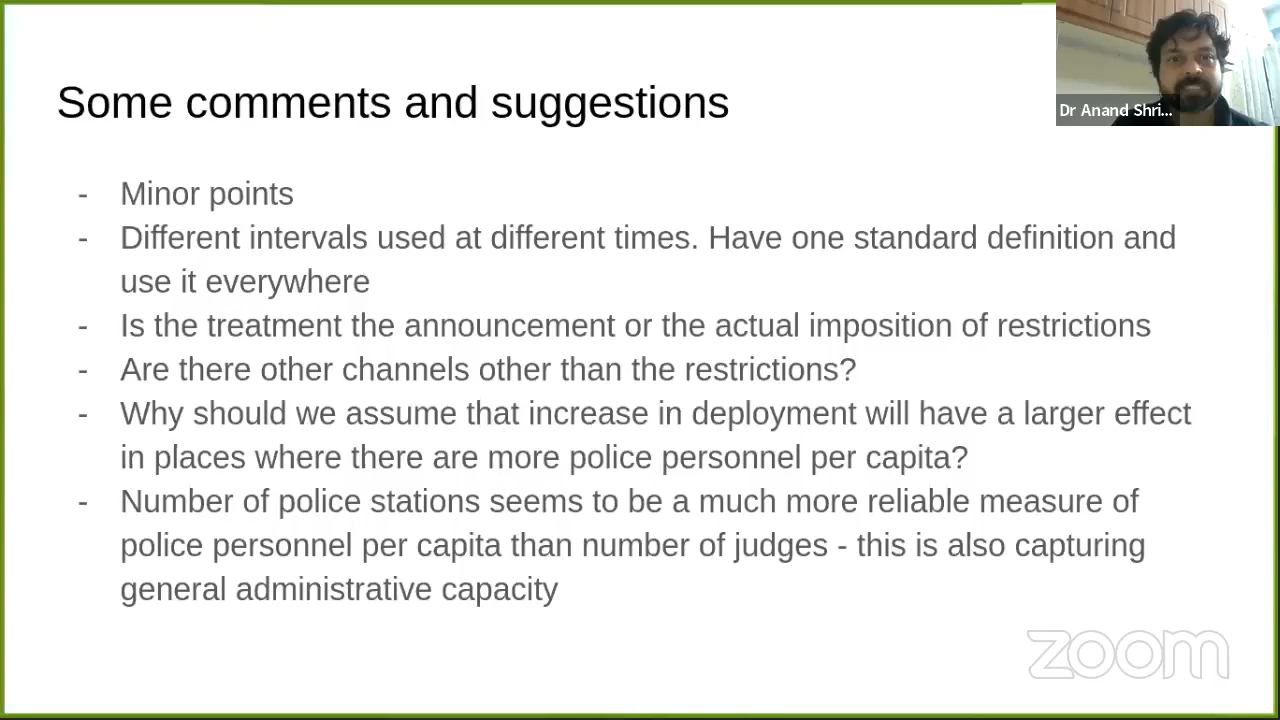 Dr Anand Shri...
Some comments and suggestions
- Minor points
- Different intervals used at different times. Have one standard definition and
use it everywhere
- Is the treatment the announcement or the actual imposition of restrictions
- Are there other channels other than the restrictions?
- Why should we assume that increase in deployment will have a larger effect
in places where there are more police personnel per capita?
- Number of police stations seems to be a much more reliable measure of
police personnel per capita than number of judges - this is also capturing
general administrative capacity
zoom